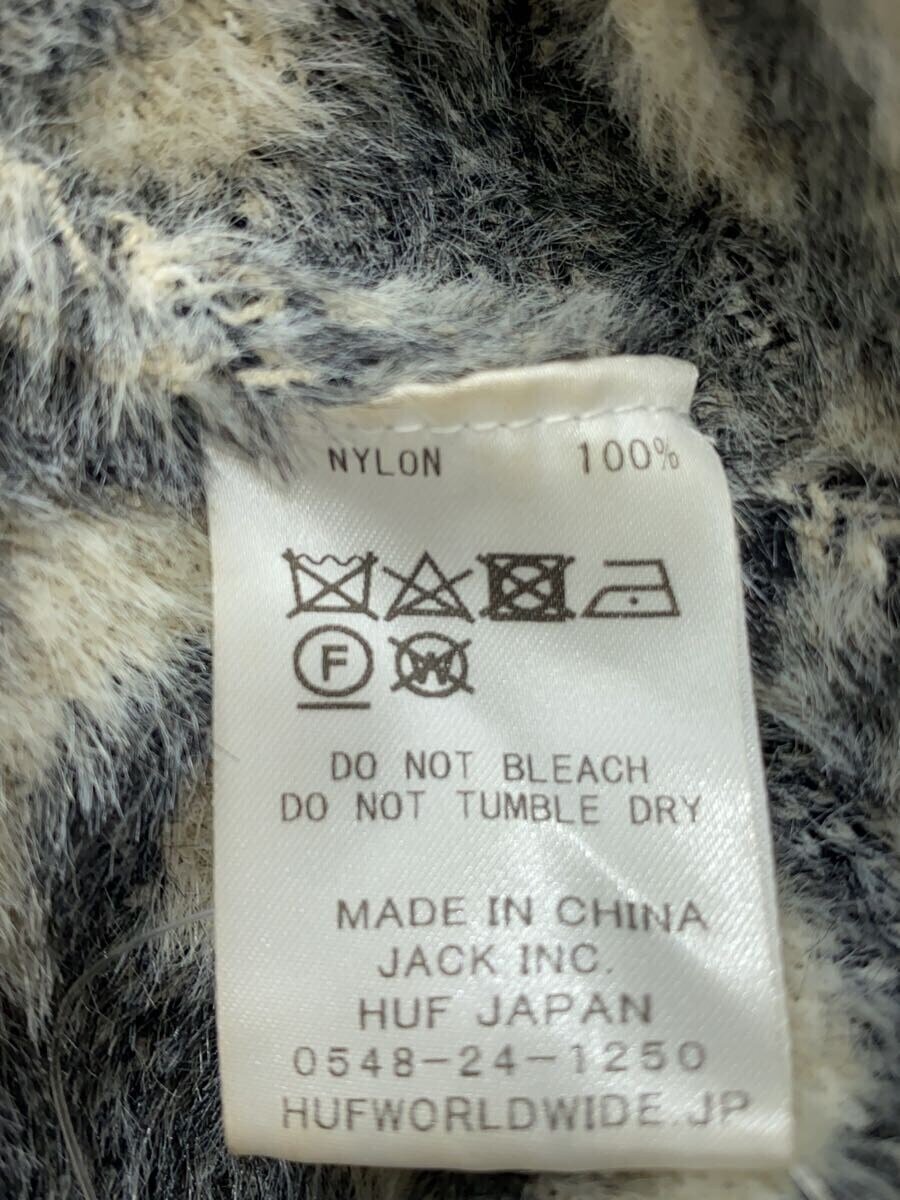 NYLON 100%
F W
DO NOT BLEACH
DO NOT TUMBLE DRY
MADE IN CHINA
JACK INC.
HUF JAPAN
0548-24-1250
HUFWORLDWIDE.JP